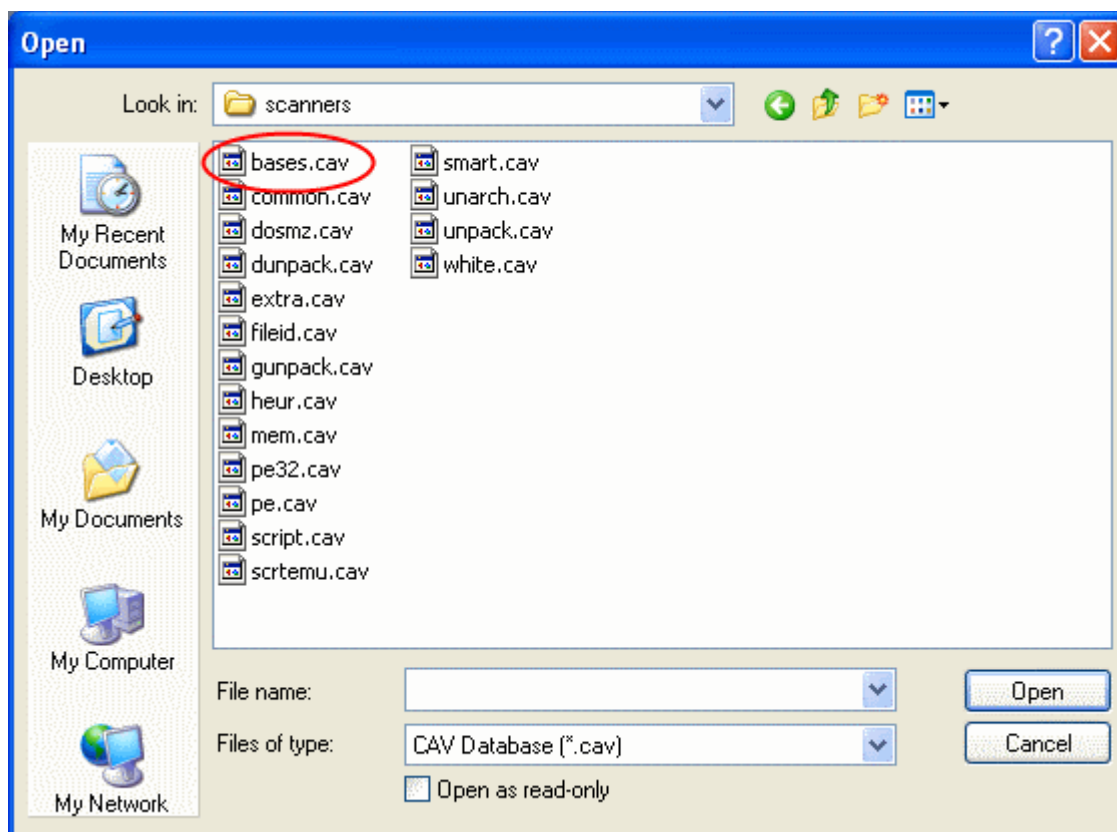 Open
Look in:
scanners
My Recent
Documents
Desktop
My Documents
My Computer
My Network
bases.cav
common.cav
dosmz.cav
dunpack.cav
extra.cav
fileid.cav
gunpack.cav
heur.cav
mem.cav
pe32.cav
pe.cav
script.cav
scrtemu.cav
smart.cav
unarch.cav
unpack.cav
white.cav
File name:
Open
Files of type:
CAV Database (*.cav)
Cancel
Open as read-only